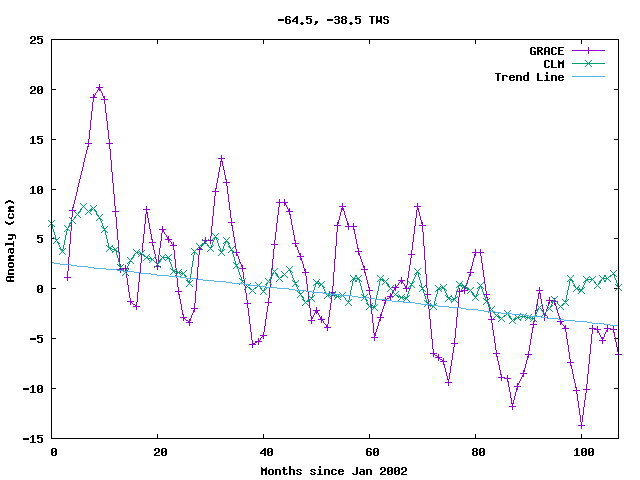 -64.5, -38.5 TWS
25
20
15
10
5
0
-5
-10
-15
Anomaly (cm)
GRACE
CLM
Trend Line
0 20 40 60 80 100
Months since Jan 2002